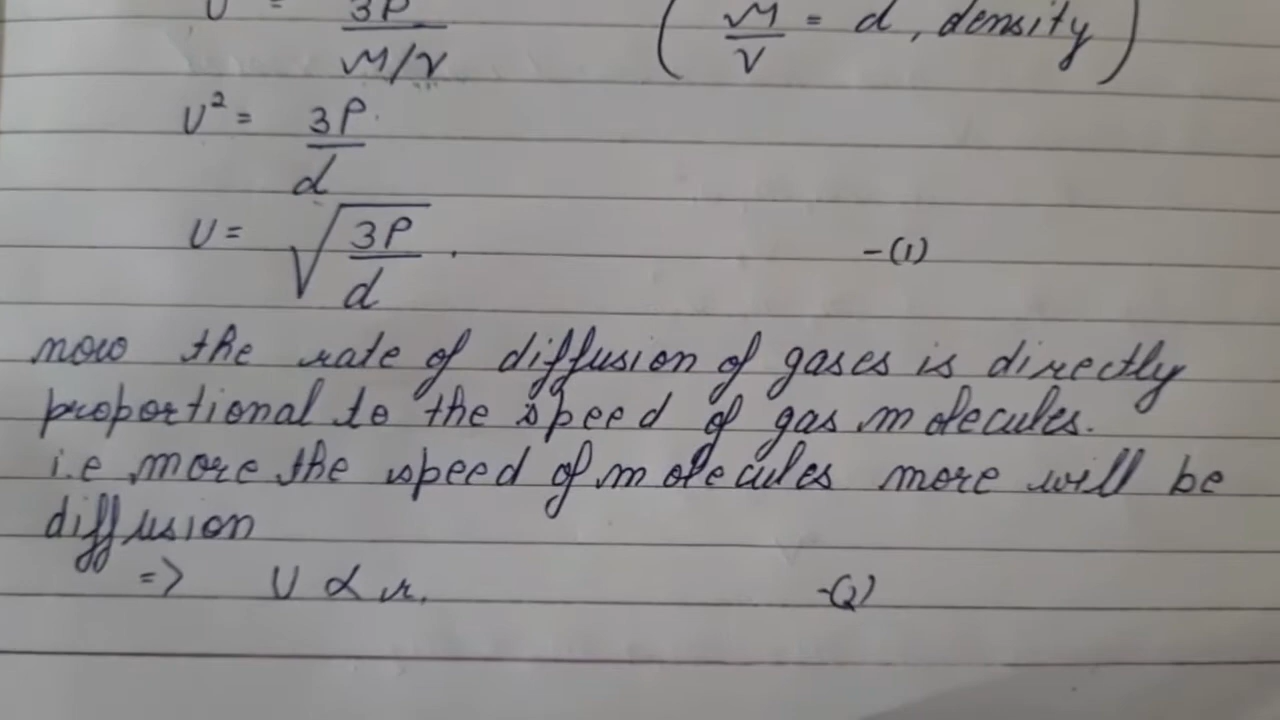 U = 3P / M/V ( M/V = d, density )
U² = 3P / d
U = √(3P / d) . -(1)
now the rate of diffusion of gases is directly
proportional to the speed of gas molecules.
i.e more the speed of molecules more will be
diffusion
=> U ∝ r. -(2)